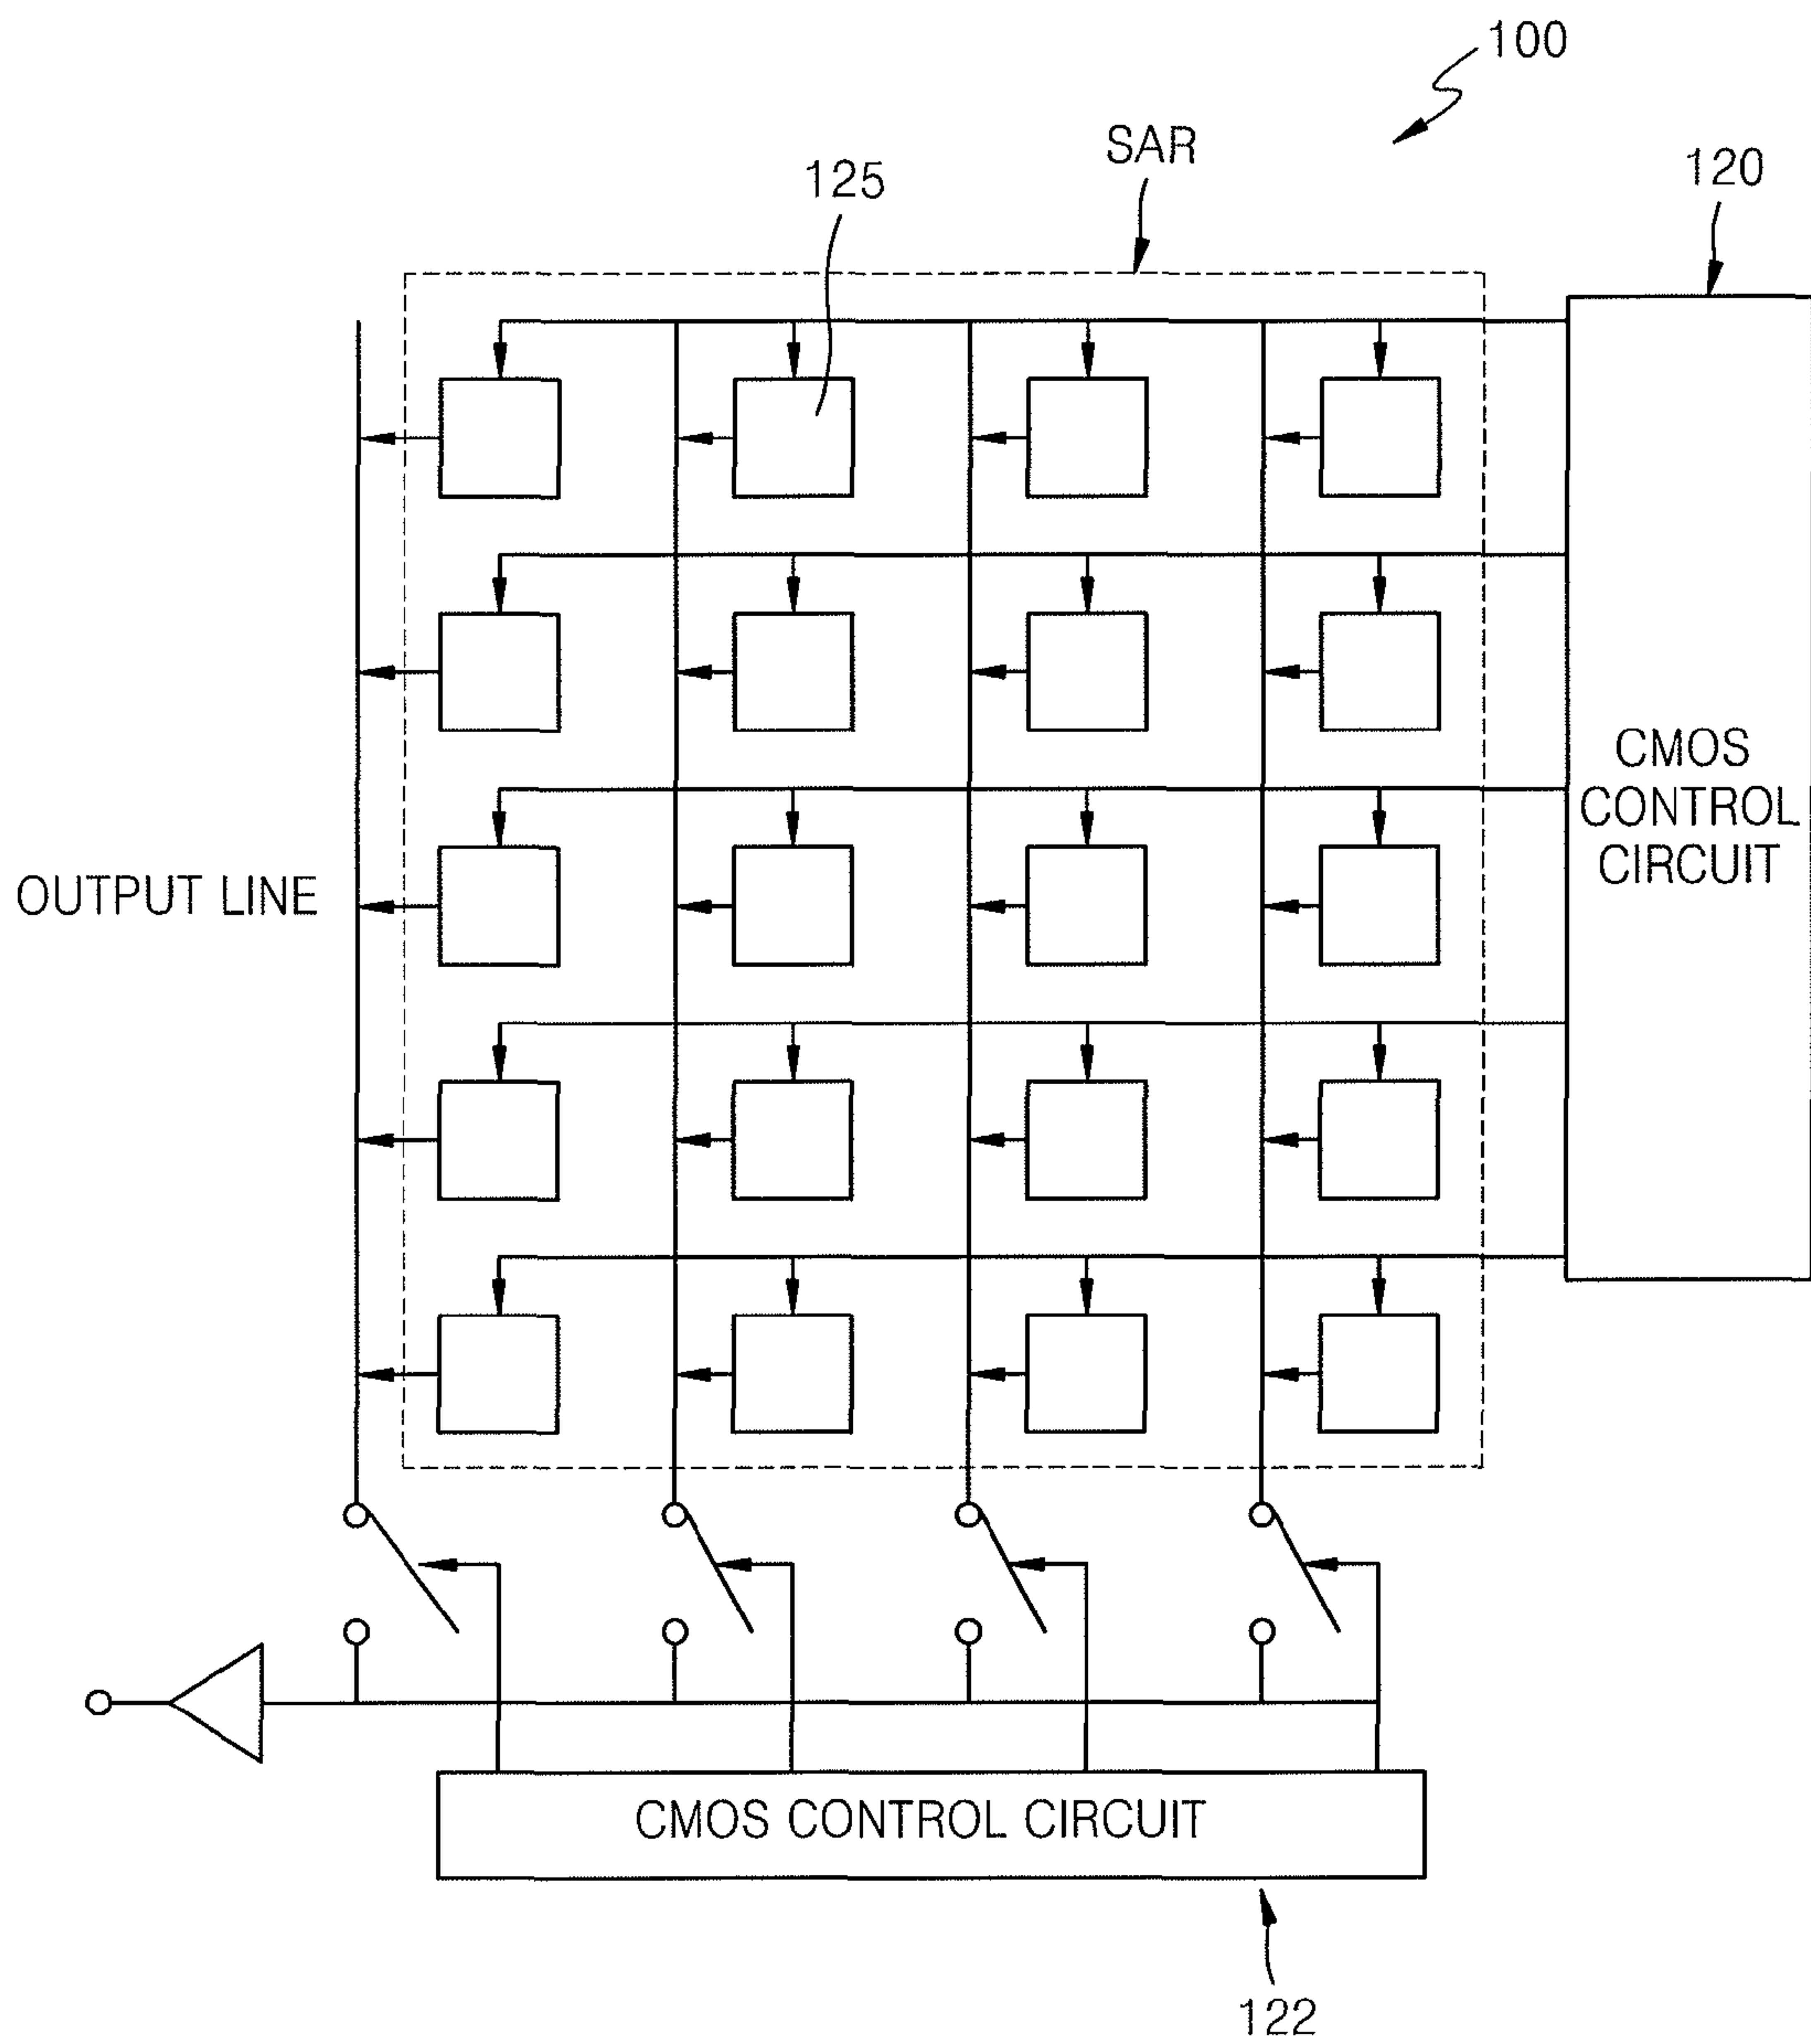 100
SAR
125
120
CMOS
CONTROL
CIRCUIT
OUTPUT LINE
CMOS CONTROL CIRCUIT
122